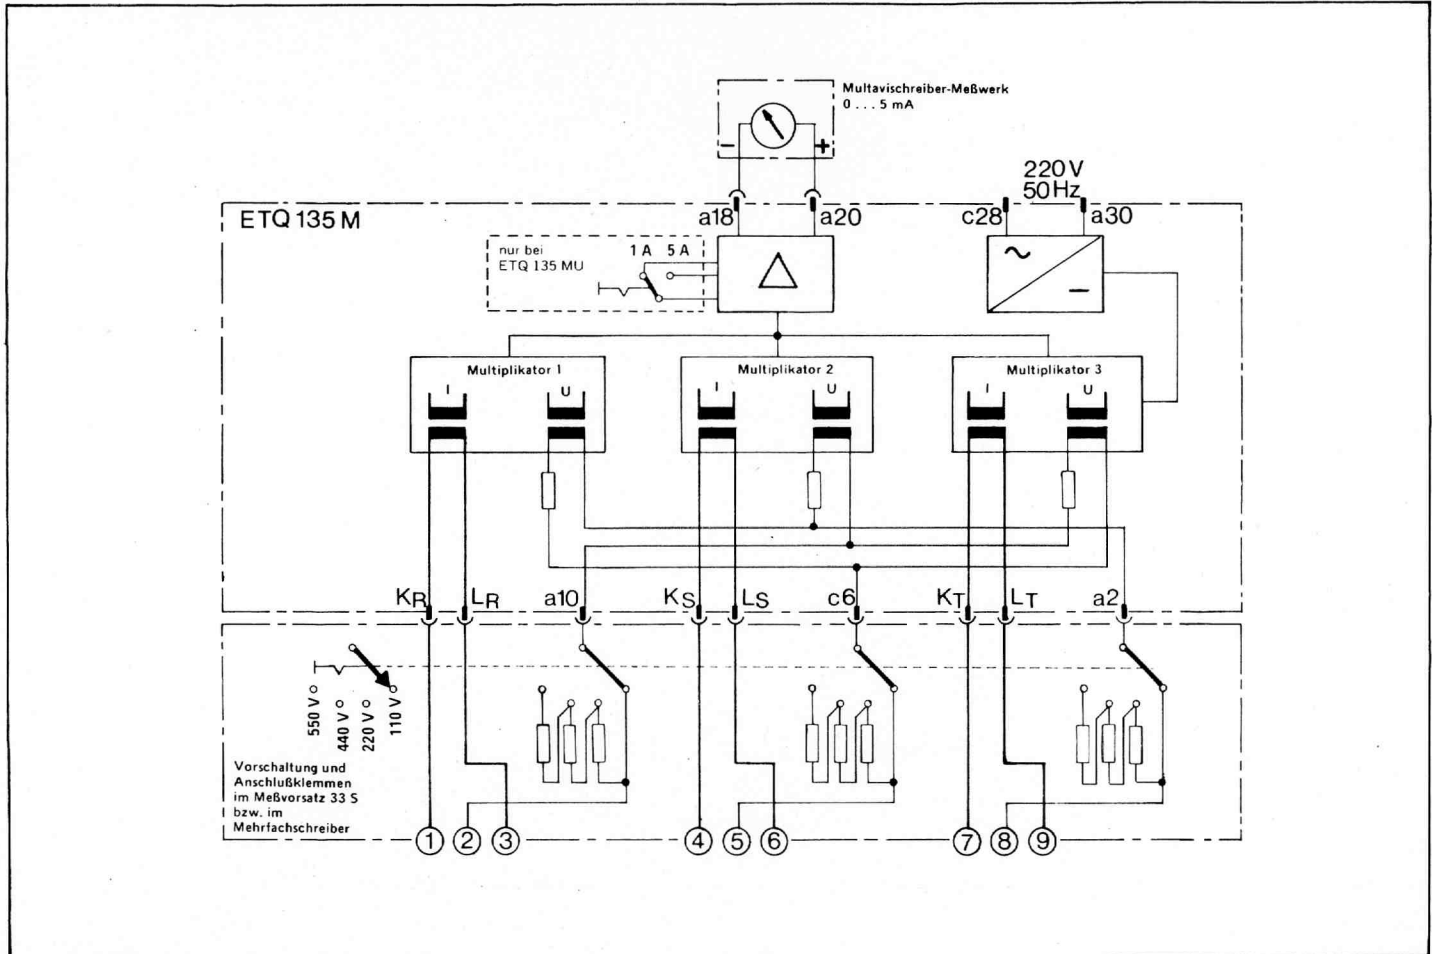 Multavischreiber-Meßwerk
0 . . . 5 mA
− +
220 V
50 Hz
ETQ 135 M
a18 a20 c28 a30
nur bei
ETQ 135 MU
1 A 5 A
Multiplikator 1
I U
Multiplikator 2
I U
Multiplikator 3
I U
KR LR a10 KS LS c6 KT LT a2
550 V
440 V
220 V
110 V
Vorschaltung und
Anschlußklemmen
im Meßvorsatz 33 S
bzw. im
Mehrfachschreiber
1 2 3 4 5 6 7 8 9